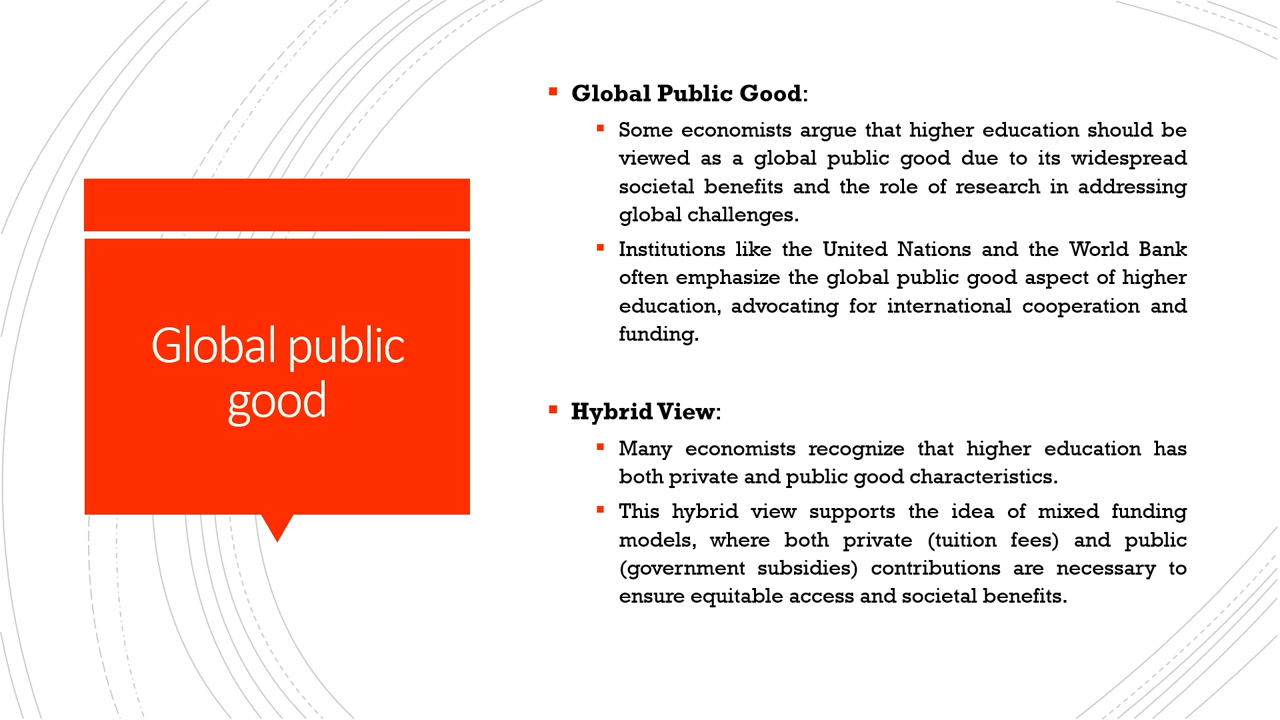 Global public
good
Global Public Good:
Some economists argue that higher education should be
viewed as a global public good due to its widespread
societal benefits and the role of research in addressing
global challenges.
Institutions like the United Nations and the World Bank
often emphasize the global public good aspect of higher
education, advocating for international cooperation and
funding.
Hybrid View:
Many economists recognize that higher education has
both private and public good characteristics.
This hybrid view supports the idea of mixed funding
models, where both private (tuition fees) and public
(government subsidies) contributions are necessary to
ensure equitable access and societal benefits.